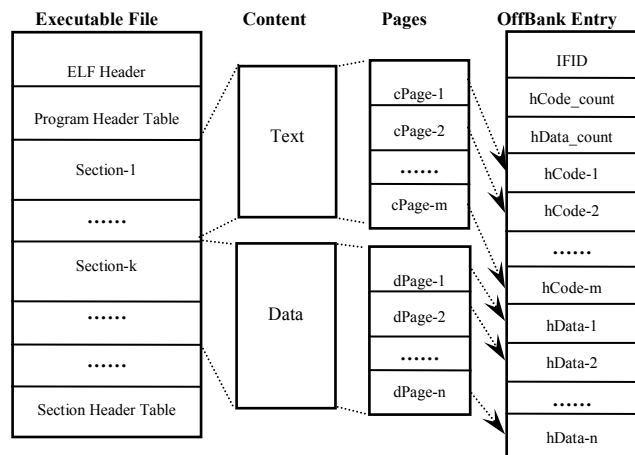 Executable File
ELF Header
Program Header Table
Section-1
......
Section-k
......
......
Section Header Table
Content
Text
Data
Pages
cPage-1
cPage-2
......
cPage-m
dPage-1
dPage-2
......
dPage-n
OffBank Entry
IFID
hCode_count
hData_count
hCode-1
hCode-2
......
hCode-m
hData-1
hData-2
......
hData-n